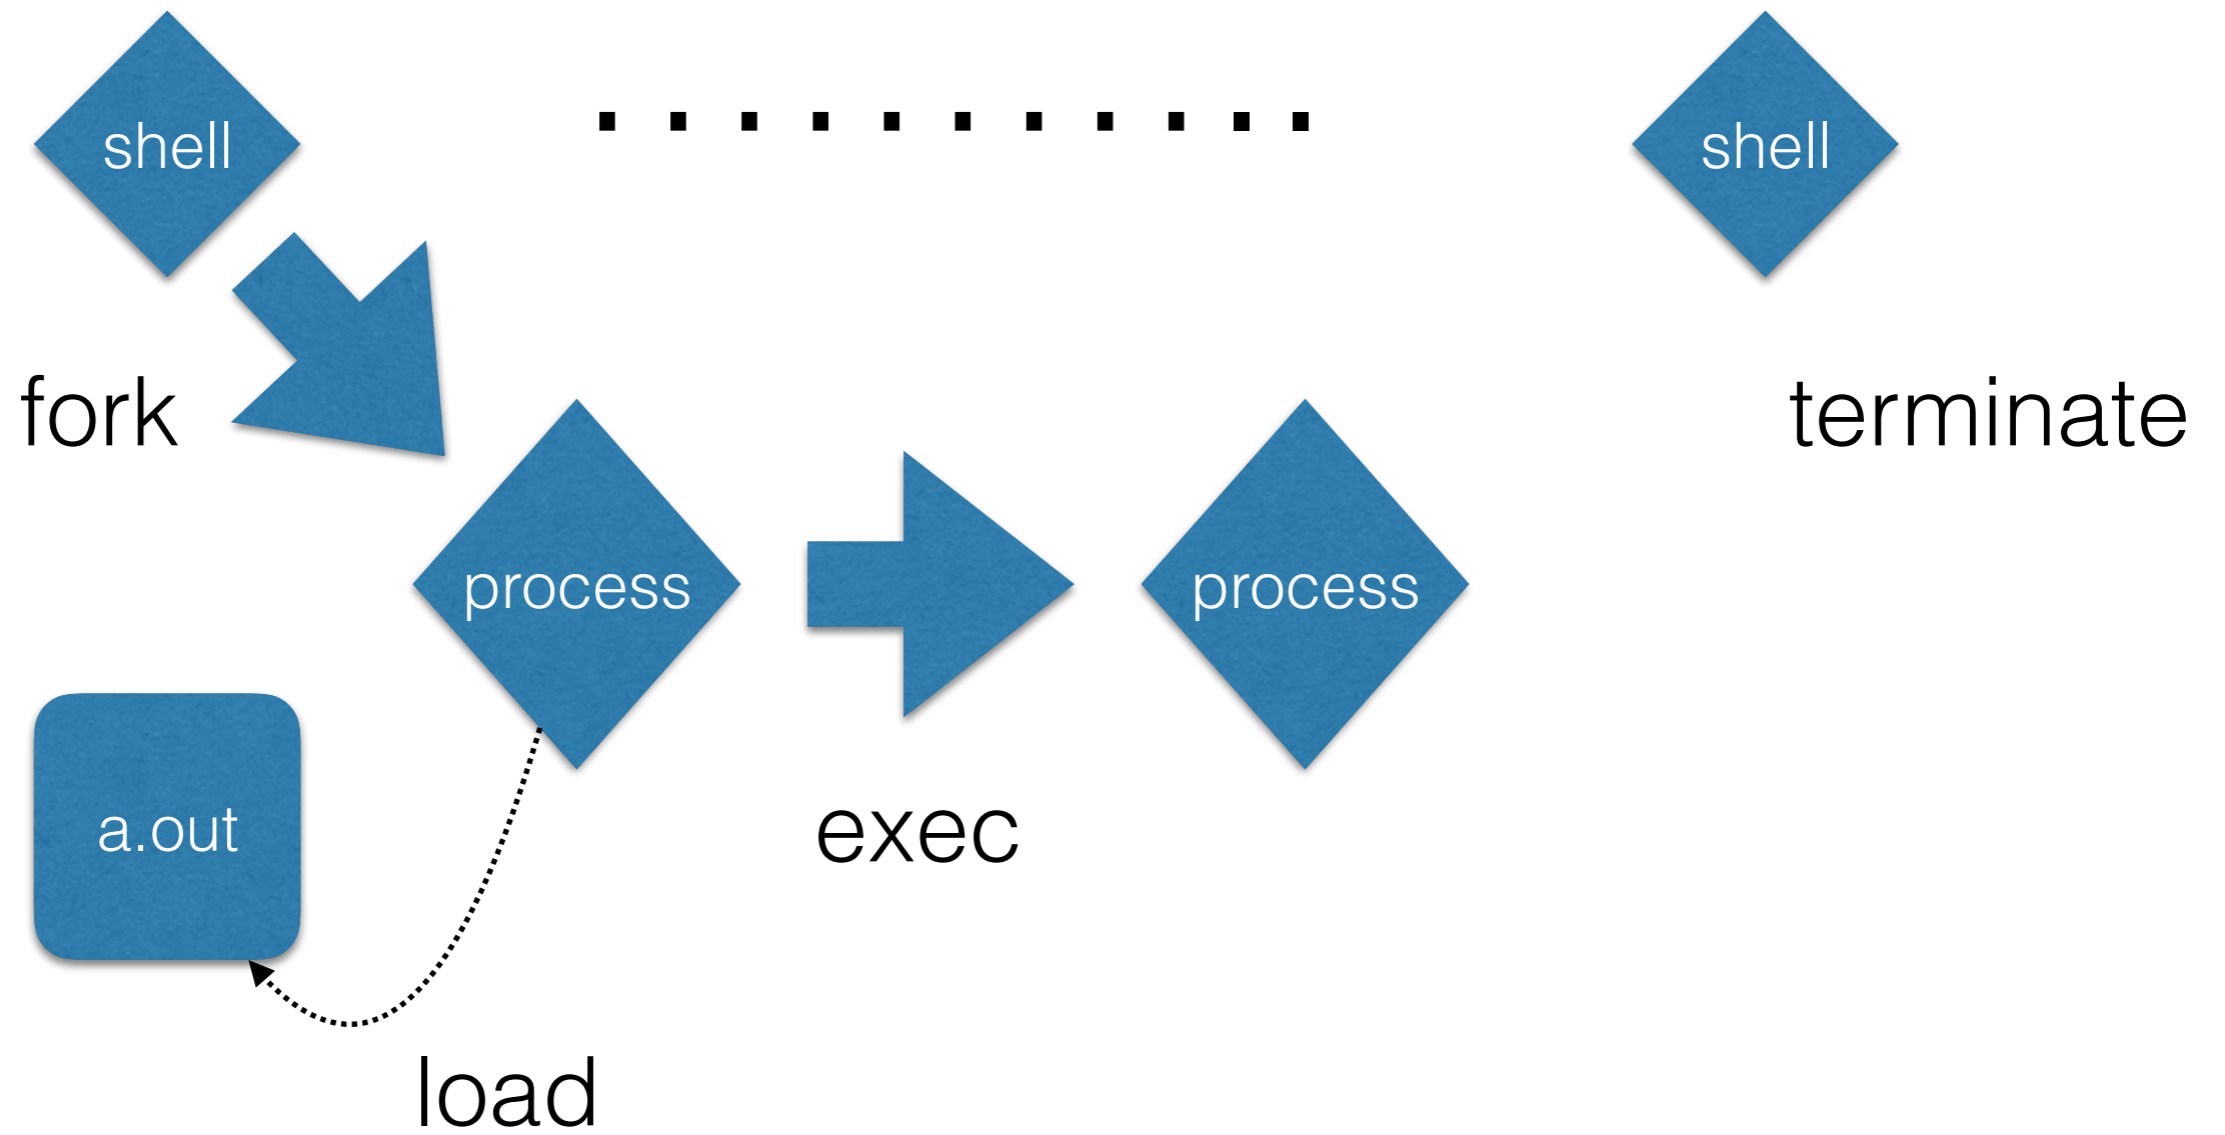 shell
shell
fork
terminate
process
process
a.out
exec
load